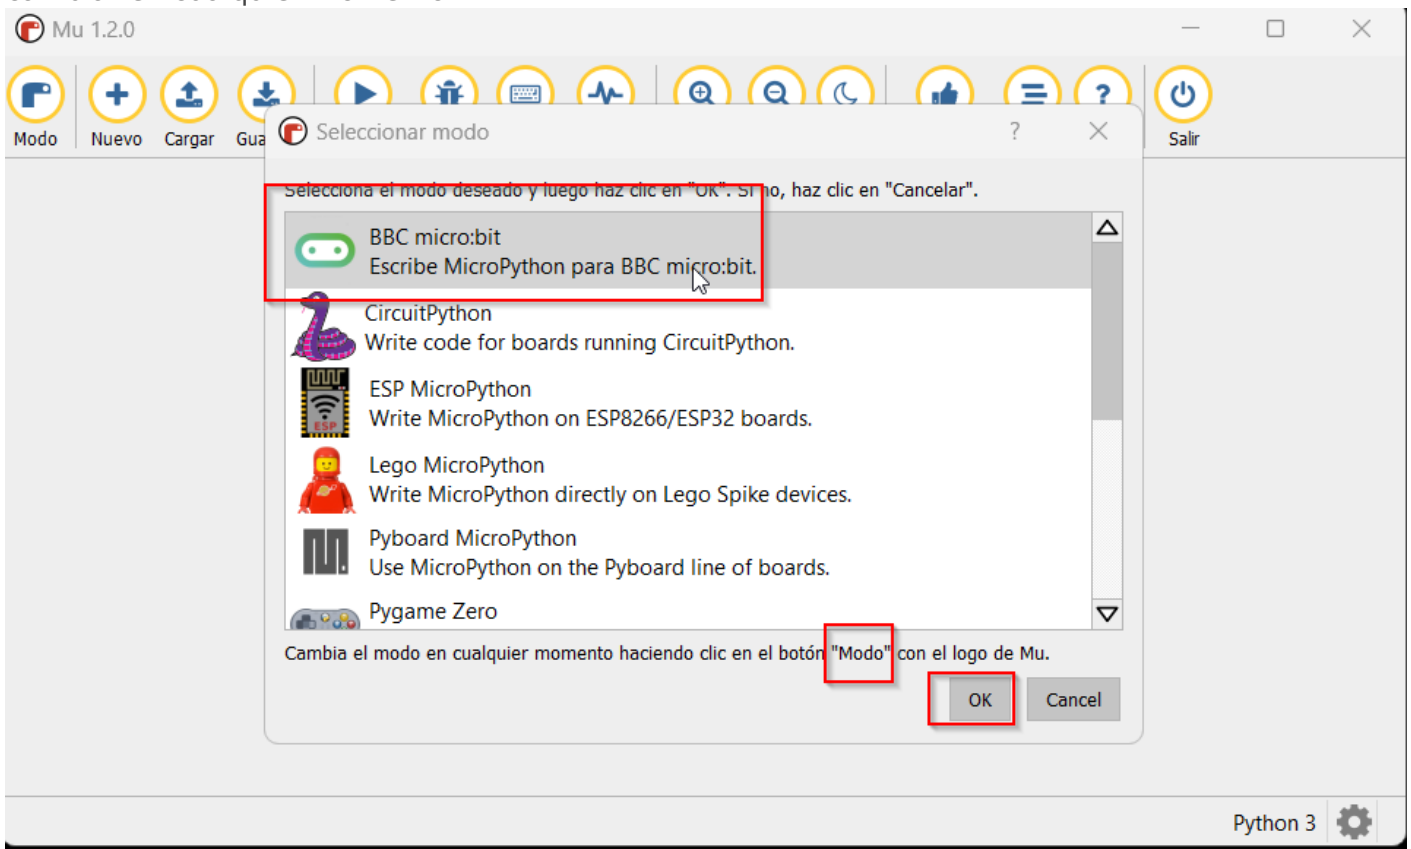 Mu 1.2.0
Modo Nuevo Cargar Gua Salir
Seleccionar modo
Selecciona el modo deseado y luego haz clic en "OK". Si no, haz clic en "Cancelar".
BBC micro:bit
Escribe MicroPython para BBC micro:bit.
CircuitPython
Write code for boards running CircuitPython.
ESP
ESP MicroPython
Write MicroPython on ESP8266/ESP32 boards.
Lego MicroPython
Write MicroPython directly on Lego Spike devices.
Pyboard MicroPython
Use MicroPython on the Pyboard line of boards.
Pygame Zero
Cambia el modo en cualquier momento haciendo clic en el botón "Modo" con el logo de Mu.
OK Cancel
Python 3